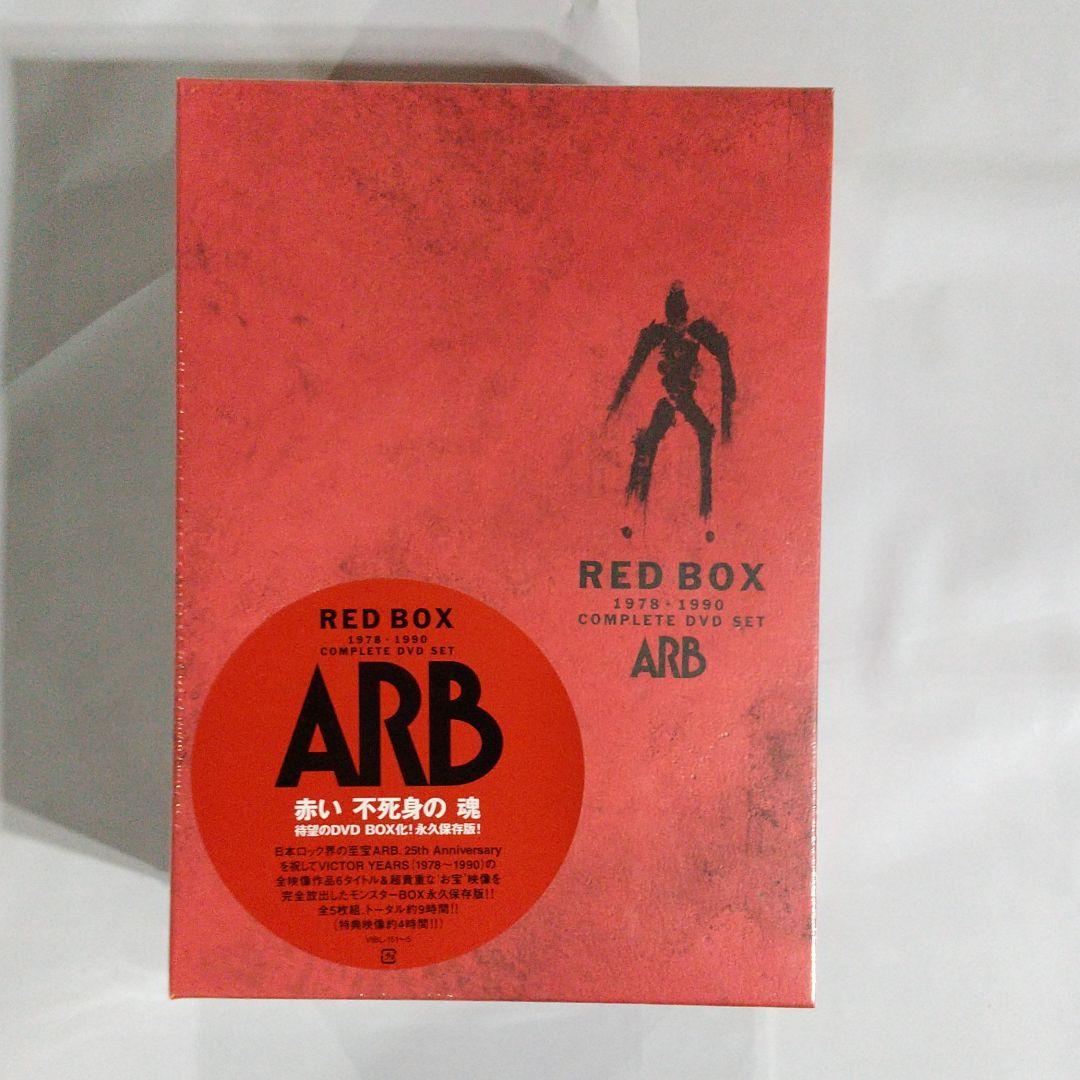 RED BOX
1978・1990
COMPLETE DVD SET
ARB
RED BOX
1978・1990
COMPLETE DVD SET
ARB
赤い 不死身の 魂
待望のDVD BOX化!永久保存版!
日本ロック界の至宝ARB。25th Anniversary
を祝してVICTOR YEARS(1978〜1990)の
全映像作品6タイトル&超貴重な"お宝"映像を
完全放出したモンスターBOX永久保存版!!
全5枚組、トータル約9時間!!
(特典映像約4時間!!)
VIBL-151〜5